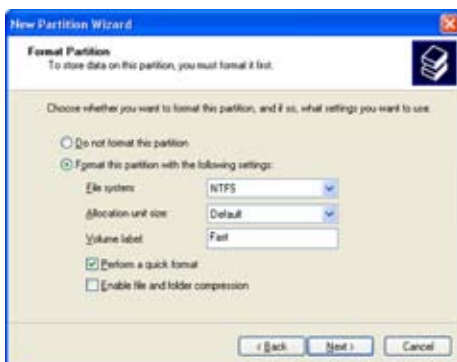 New Partition Wizard
Format Partition
To store data on this partition, you must format it first.
Choose whether you want to format this partition, and if so, what settings you want to use.
Do not format this partition
Format this partition with the following settings:
File system: NTFS
Allocation unit size: Default
Volume label: Fast
Perform a quick format
Enable file and folder compression
< Back Next > Cancel